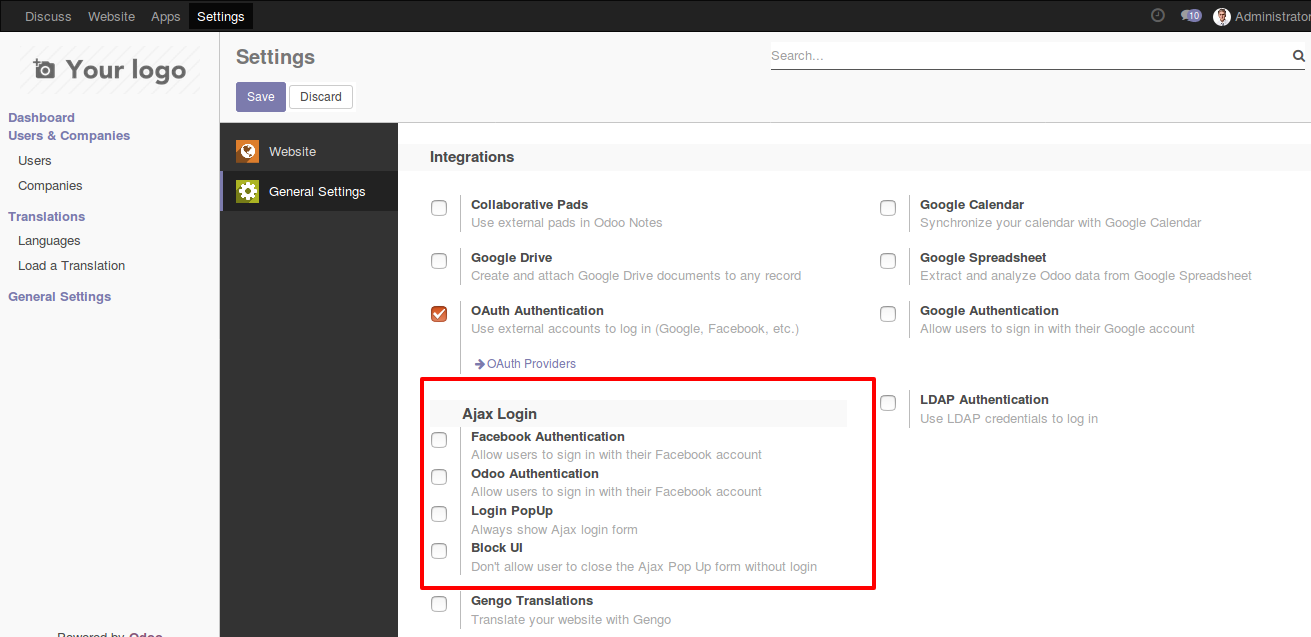 Discuss Website Apps Settings 10 Administrator
Your logo
Dashboard
Users & Companies
Users
Companies
Translations
Languages
Load a Translation
General Settings
Powered by Odoo
Settings
Search...
Save Discard
Website
General Settings
Integrations
Collaborative Pads
Use external pads in Odoo Notes
Google Calendar
Synchronize your calendar with Google Calendar
Google Drive
Create and attach Google Drive documents to any record
Google Spreadsheet
Extract and analyze Odoo data from Google Spreadsheet
OAuth Authentication
Use external accounts to log in (Google, Facebook, etc.)
OAuth Providers
Google Authentication
Allow users to sign in with their Google account
Ajax Login
Facebook Authentication
Allow users to sign in with their Facebook account
Odoo Authentication
Allow users to sign in with their Facebook account
Login PopUp
Always show Ajax login form
Block UI
Don't allow user to close the Ajax Pop Up form without login
LDAP Authentication
Use LDAP credentials to log in
Gengo Translations
Translate your website with Gengo